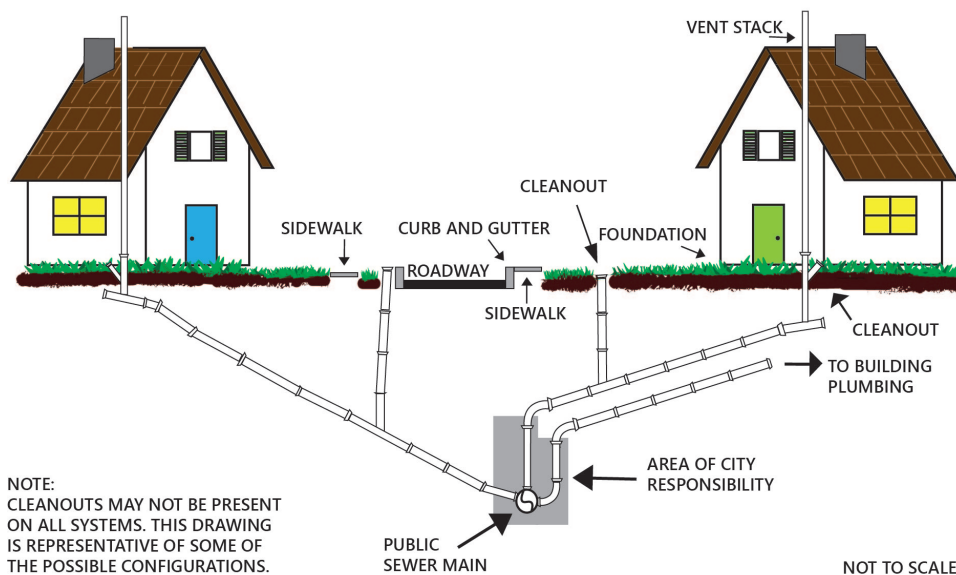 VENT STACK
CLEANOUT
SIDEWALK
CURB AND GUTTER
FOUNDATION
ROADWAY
SIDEWALK
CLEANOUT
TO BUILDING
PLUMBING
AREA OF CITY
RESPONSIBILITY
NOTE:
CLEANOUTS MAY NOT BE PRESENT
ON ALL SYSTEMS. THIS DRAWING
IS REPRESENTATIVE OF SOME OF
THE POSSIBLE CONFIGURATIONS.
PUBLIC
SEWER MAIN
NOT TO SCALE